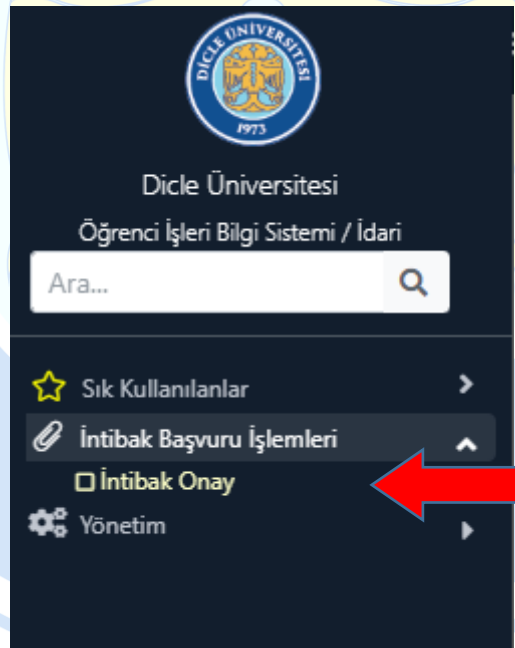 DİCLE ÜNİVERSİTESİ
1973
Dicle Üniversitesi
Öğrenci İşleri Bilgi Sistemi / İdari
Ara...
Sık Kullanılanlar
İntibak Başvuru İşlemleri
İntibak Onay
Yönetim